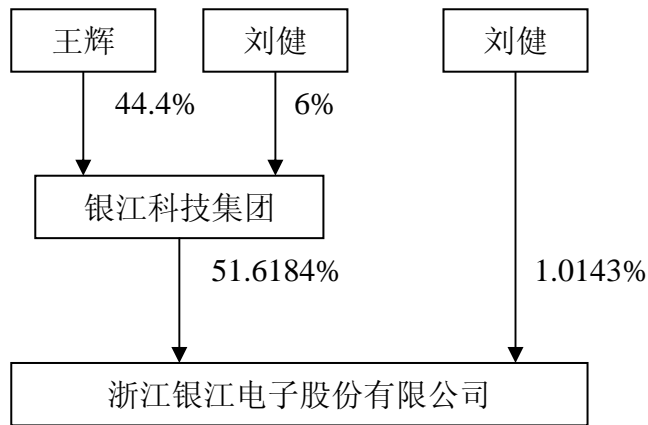 王辉
刘健
刘健
44.4%
6%
银江科技集团
51.6184%
1.0143%
浙江银江电子股份有限公司